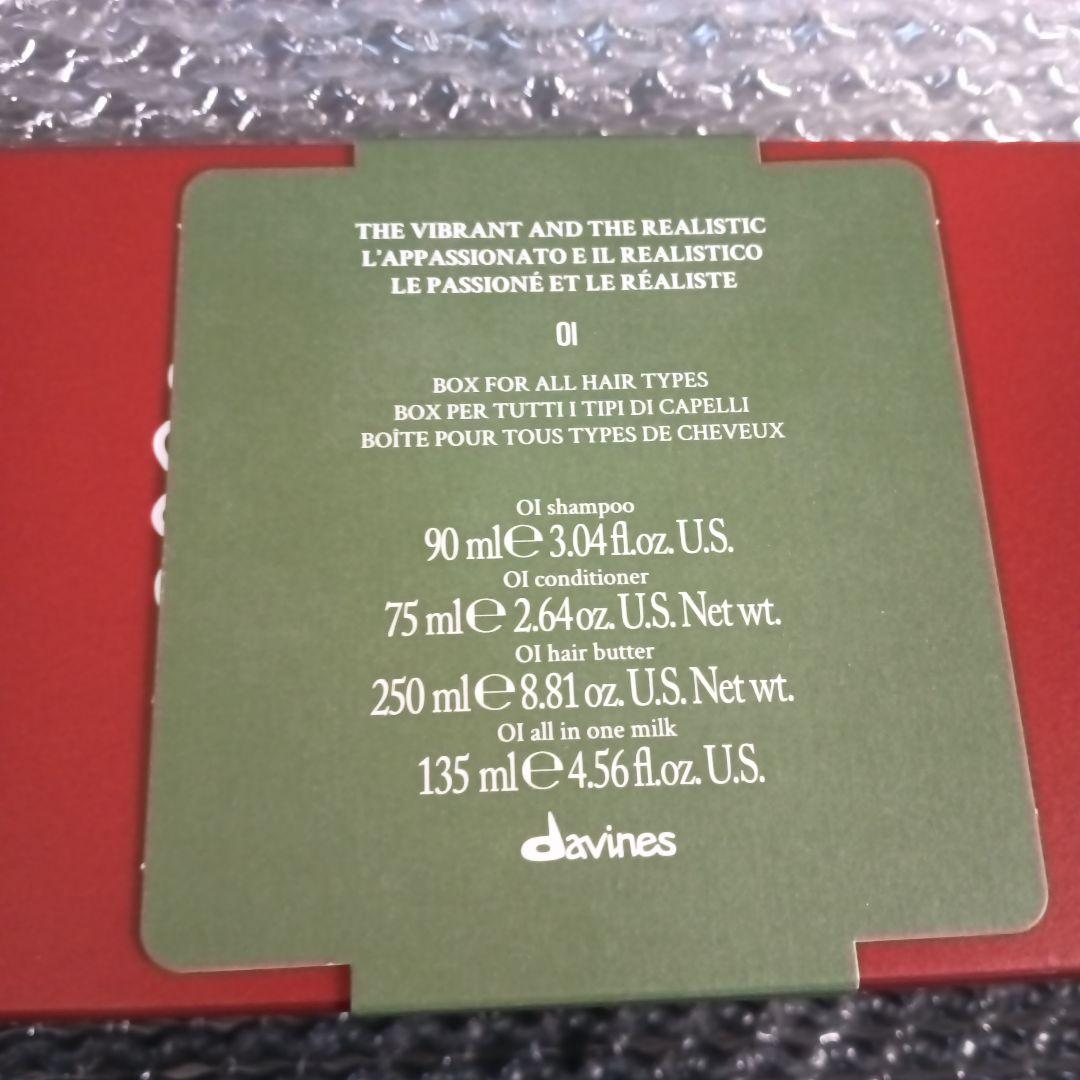 THE VIBRANT AND THE REALISTIC
L'APPASSIONATO E IL REALISTICO
LE PASSIONÉ ET LE RÉALISTE
OI
BOX FOR ALL HAIR TYPES
BOX PER TUTTI I TIPI DI CAPELLI
BOÎTE POUR TOUS TYPES DE CHEVEUX
OI shampoo
90 ml℮ 3.04 fl.oz. U.S.
OI conditioner
75 ml℮ 2.64 oz. U.S. Net wt.
OI hair butter
250 ml℮ 8.81 oz. U.S. Net wt.
OI all in one milk
135 ml℮ 4.56 fl.oz. U.S.
davines